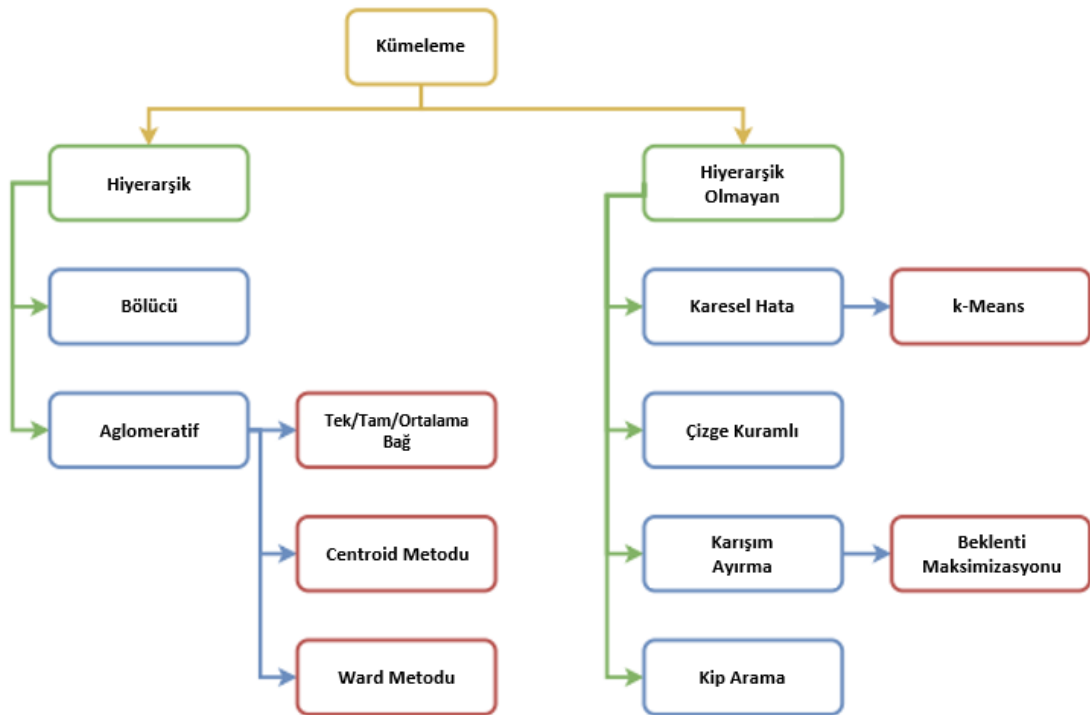 Kümeleme
Hiyerarşik
Hiyerarşik
Olmayan
Bölücü
Karesel Hata
k-Means
Aglomeratif
Tek/Tam/Ortalama
Bağ
Çizge Kuramlı
Centroid Metodu
Karışım
Ayırma
Beklenti
Maksimizasyonu
Ward Metodu
Kip Arama